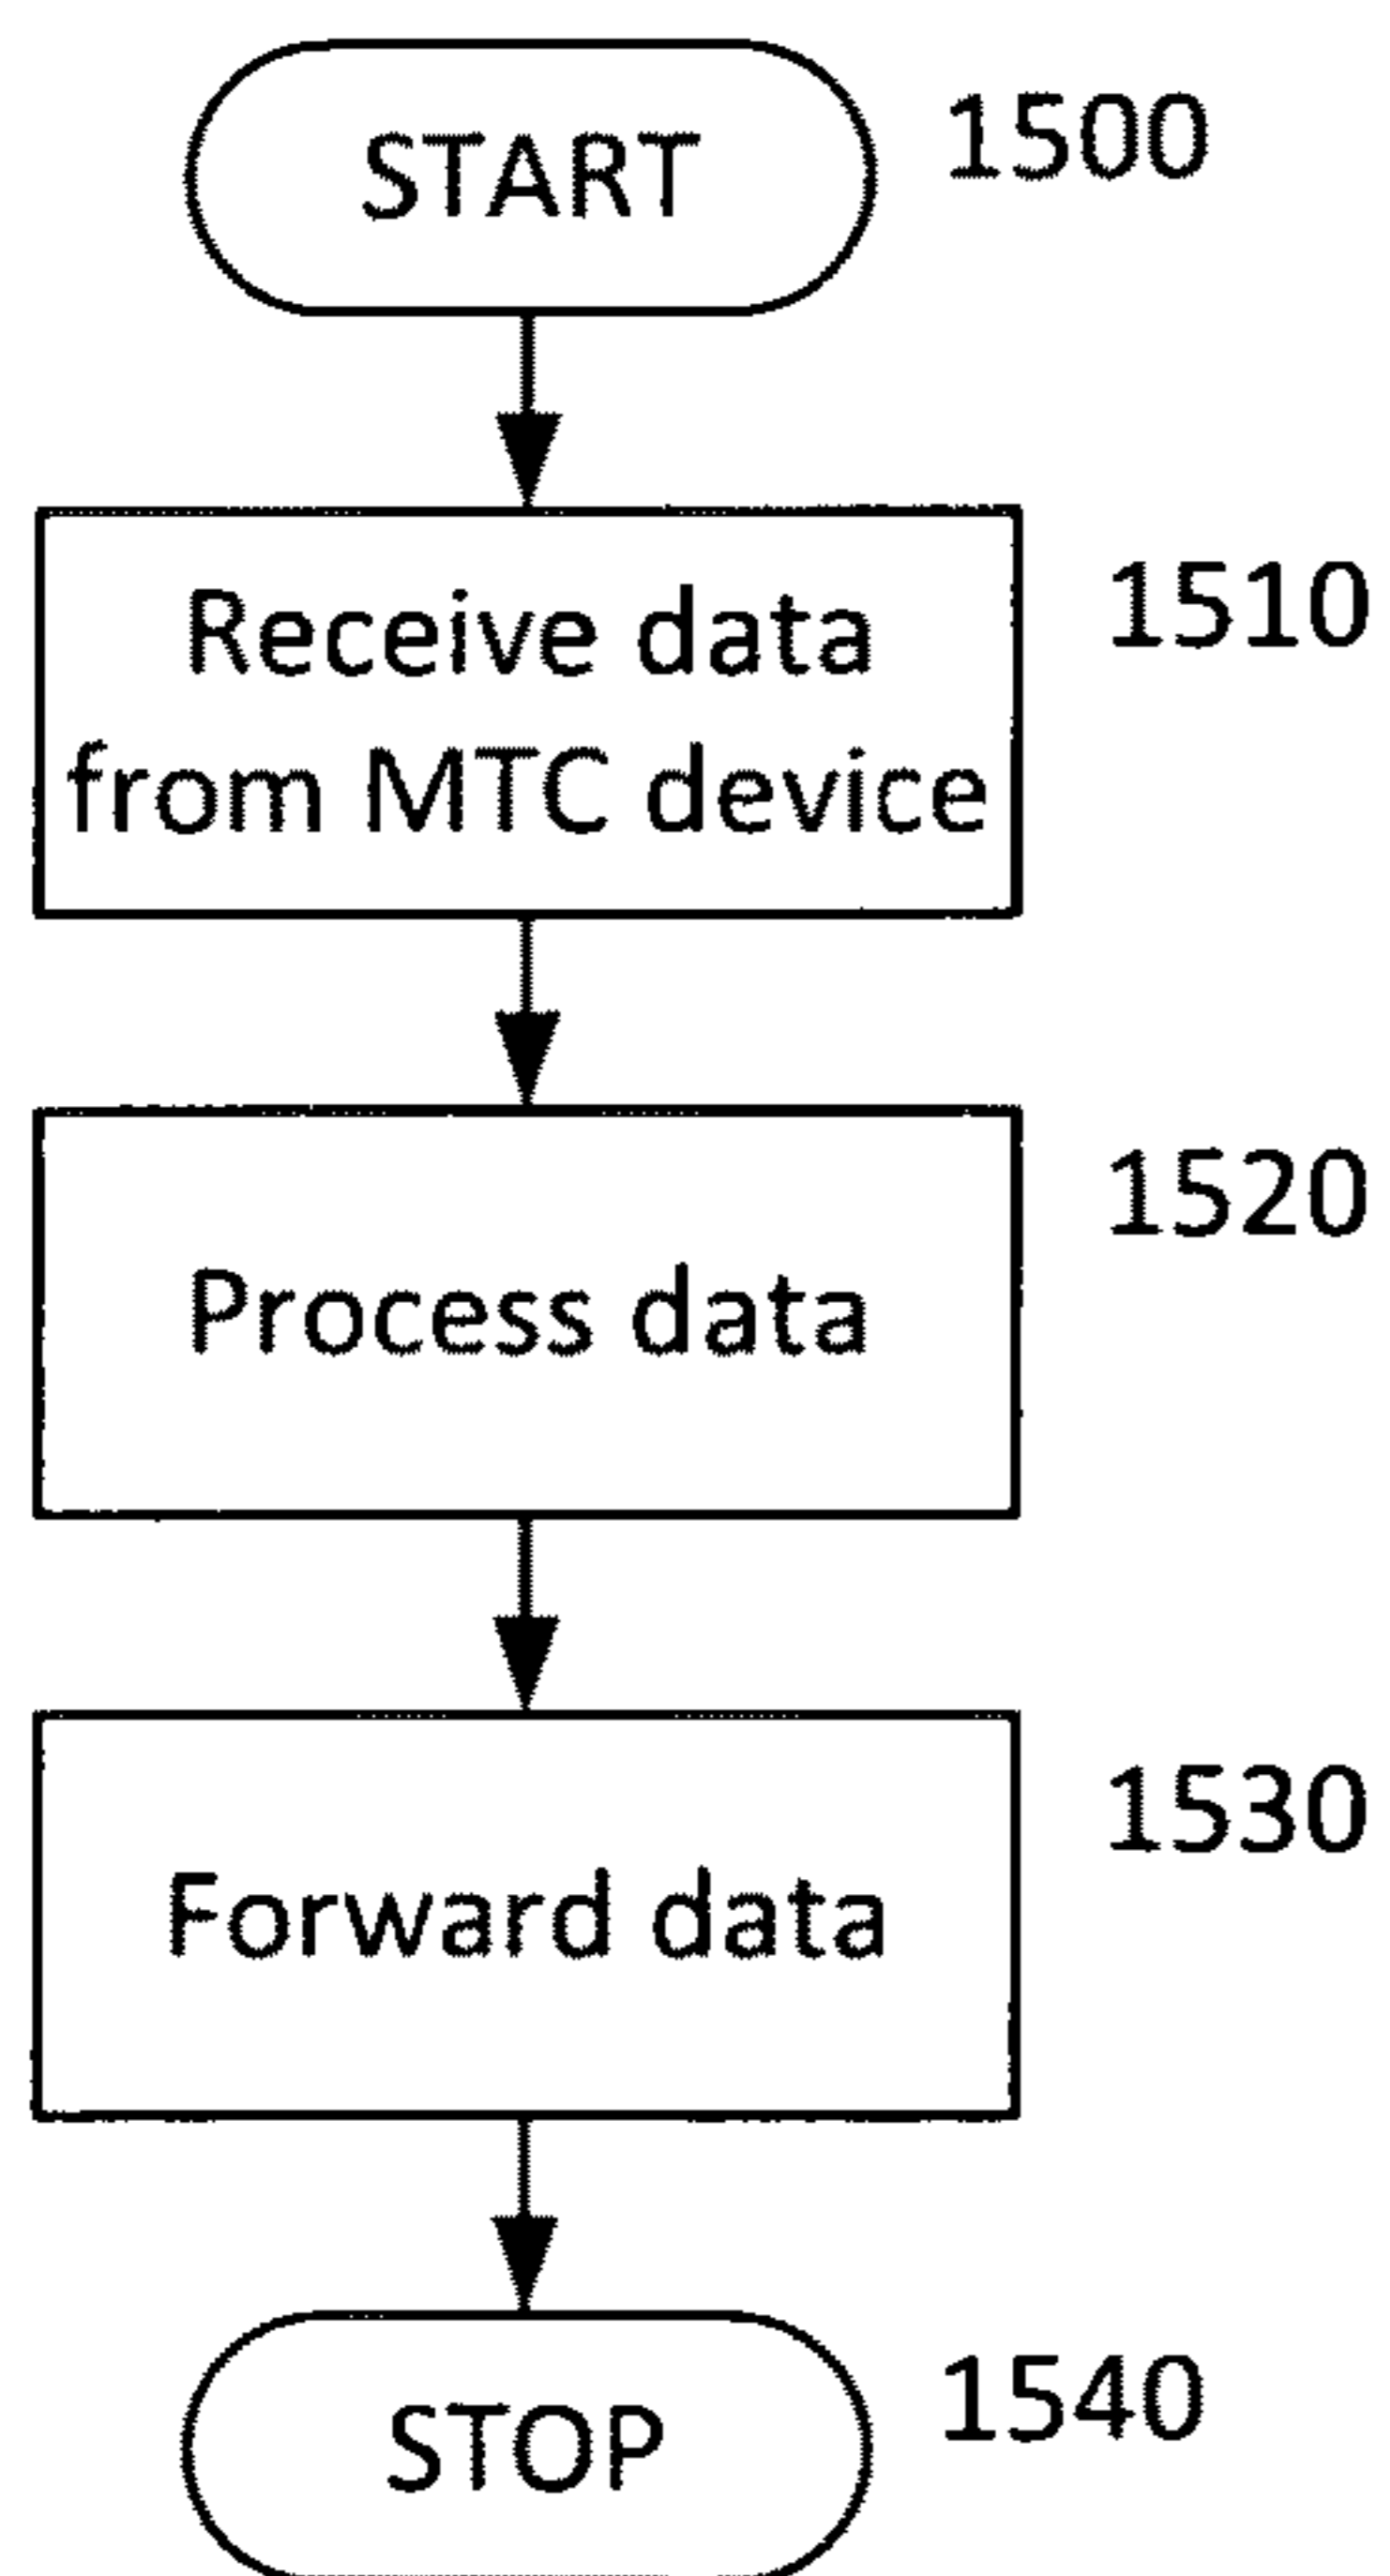 START
1500
Receive data
from MTC device
1510
Process data
1520
Forward data
1530
STOP
1540